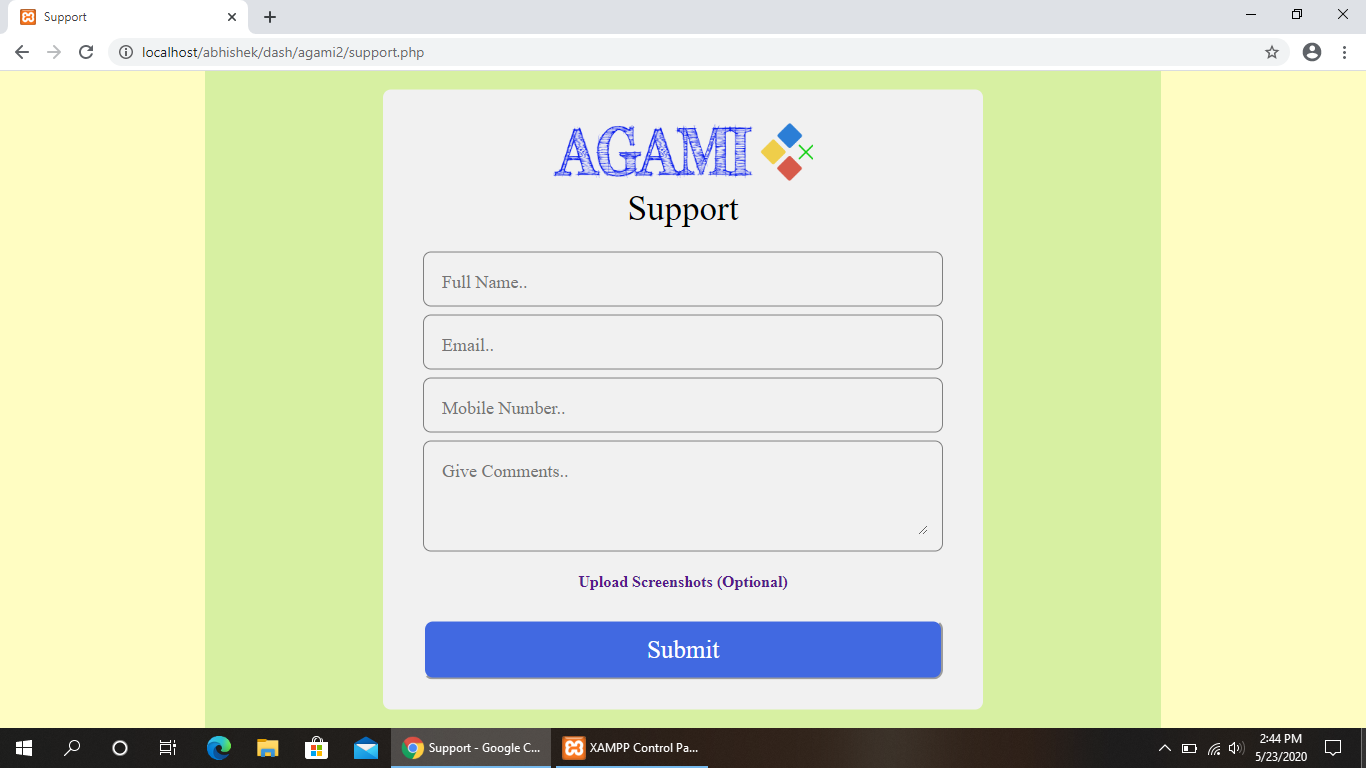 Support
localhost/abhishek/dash/agami2/support.php
AGAMI
Support
Full Name..
Email..
Mobile Number..
Give Comments..
Upload Screenshots (Optional)
Submit
Support - Google C...
XAMPP Control Pa...
2:44 PM
5/23/2020